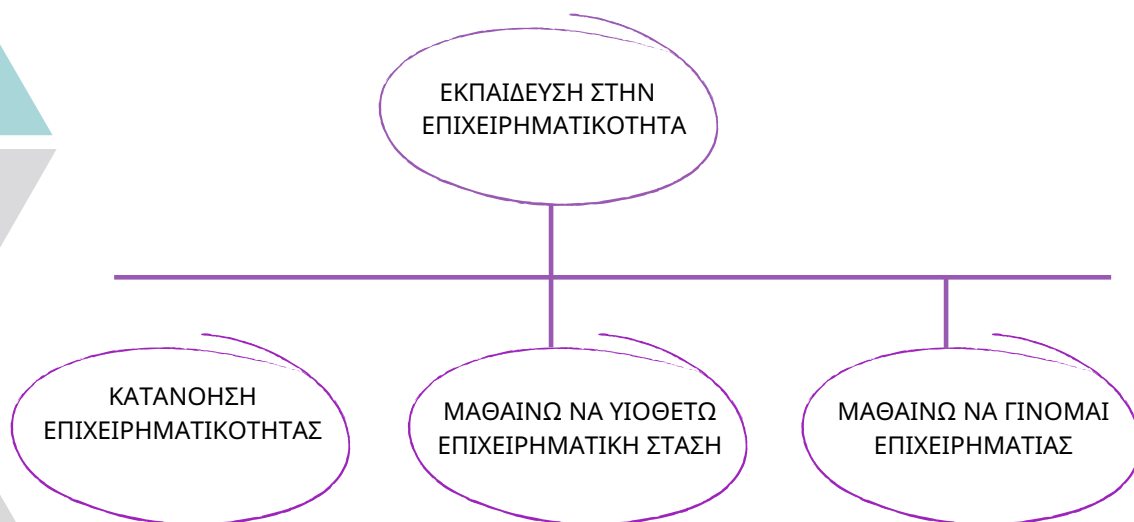 ΕΚΠΑΙΔΕΥΣΗ ΣΤΗΝ
ΕΠΙΧΕΙΡΗΜΑΤΙΚΟΤΗΤΑ
ΚΑΤΑΝΟΗΣΗ
ΕΠΙΧΕΙΡΗΜΑΤΙΚΟΤΗΤΑΣ
ΜΑΘΑΙΝΩ ΝΑ ΥΙΟΘΕΤΩ
ΕΠΙΧΕΙΡΗΜΑΤΙΚΗ ΣΤΑΣΗ
ΜΑΘΑΙΝΩ ΝΑ ΓΙΝΟΜΑΙ
ΕΠΙΧΕΙΡΗΜΑΤΙΑΣ